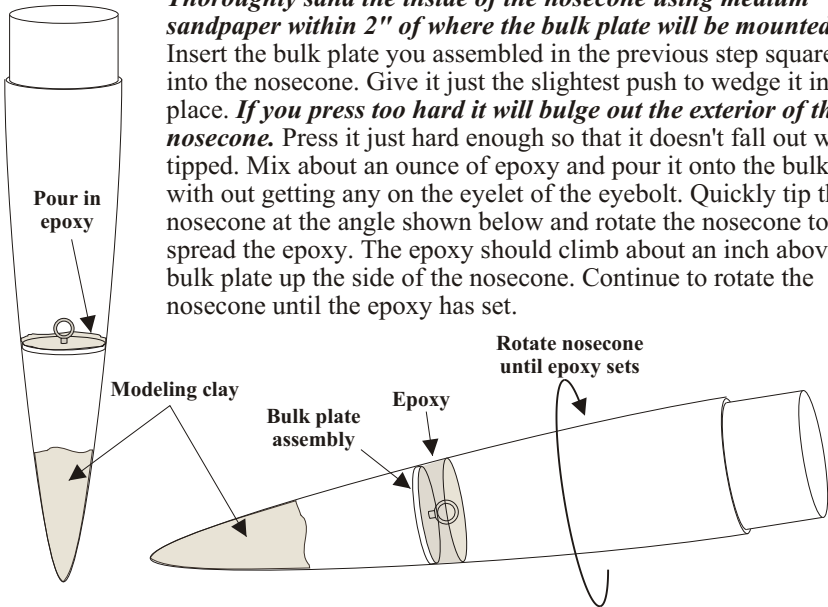 Thoroughly sand the inside of the nosecone using medium
sandpaper within 2" of where the bulk plate will be mounted
Insert the bulk plate you assembled in the previous step
into the nosecone. Give it just the slightest push to wedge it
place. If you press too hard it will bulge out the exterior of
nosecone. Press it just hard enough so that it doesn't fall out
tipped. Mix about an ounce of epoxy and pour it onto the bulk
with out getting any on the eyelet of the eyebolt. Quickly tip
nosecone at the angle shown below and rotate the nosecone to
spread the epoxy. The epoxy should climb about an inch
bulk plate up the side of the nosecone. Continue to rotate the
nosecone until the epoxy has set.
Pour in
epoxy
Rotate nosecone
until epoxy sets
Modeling clay
Epoxy
Bulk plate
assembly